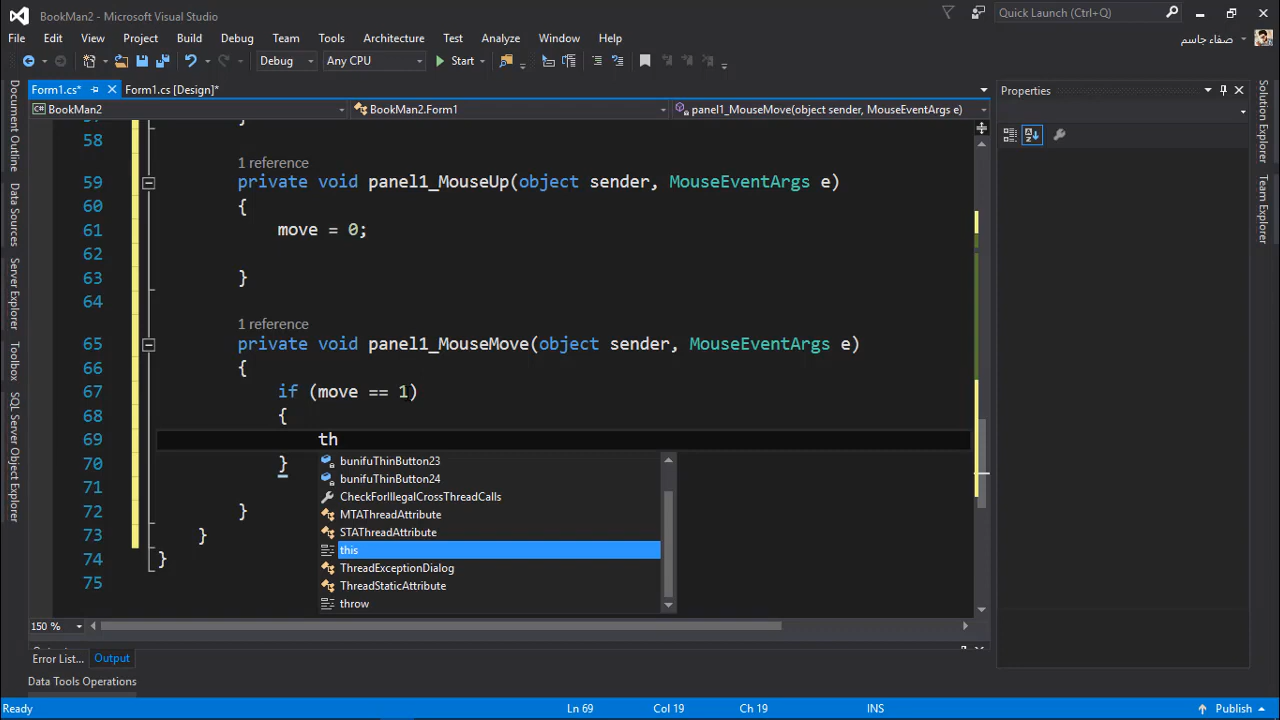 BookMan2 - Microsoft Visual Studio
Quick Launch (Ctrl+Q)
File Edit View Project Build Debug Team Tools Architecture Test Analyze Window Help
صفاء جاسم
Debug Any CPU Start
Form1.cs* Form1.cs [Design]*
Properties
BookMan2 BookMan2.Form1 panel1_MouseMove(object sender, MouseEventArgs e)
Document Outline
Data Sources
Server Explorer
Toolbox
SQL Server Object Explorer
Solution Explorer
Team Explorer
58
1 reference
59 private void panel1_MouseUp(object sender, MouseEventArgs e)
60 {
61 move = 0;
62
63 }
64
1 reference
65 private void panel1_MouseMove(object sender, MouseEventArgs e)
66 {
67 if (move == 1)
68 {
69 th
70 }
71
72 }
73 }
74 }
75
bunifuThinButton23
bunifuThinButton24
CheckForIllegalCrossThreadCalls
MTAThreadAttribute
STAThreadAttribute
this
ThreadExceptionDialog
ThreadStaticAttribute
throw
150 %
Error List... Output
Data Tools Operations
Ready Ln 69 Col 19 Ch 19 INS Publish